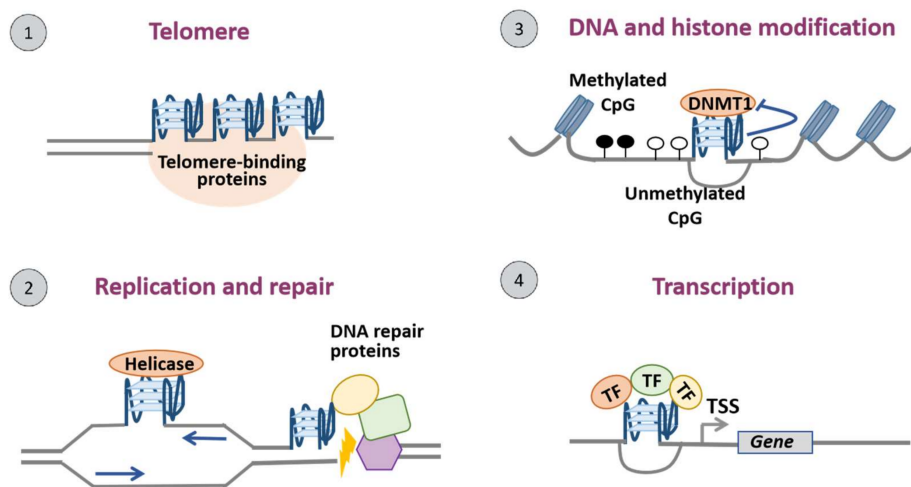 1
Telomere
Telomere-binding
proteins
2
Replication and repair
Helicase
DNA repair
proteins
3
DNA and histone modification
Methylated
CpG
DNMT1
Unmethylated
CpG
4
Transcription
TF
TF
TF
TSS
Gene